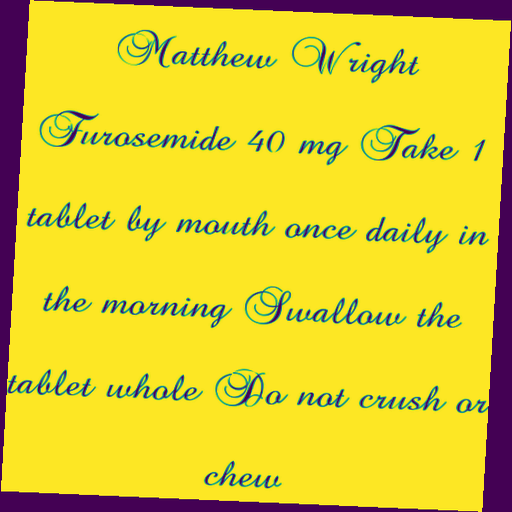 Matthew Wright
Furosemide 40 mg Take 1
tablet by mouth once daily in
the morning Swallow the
tablet whole Do not crush or
chew